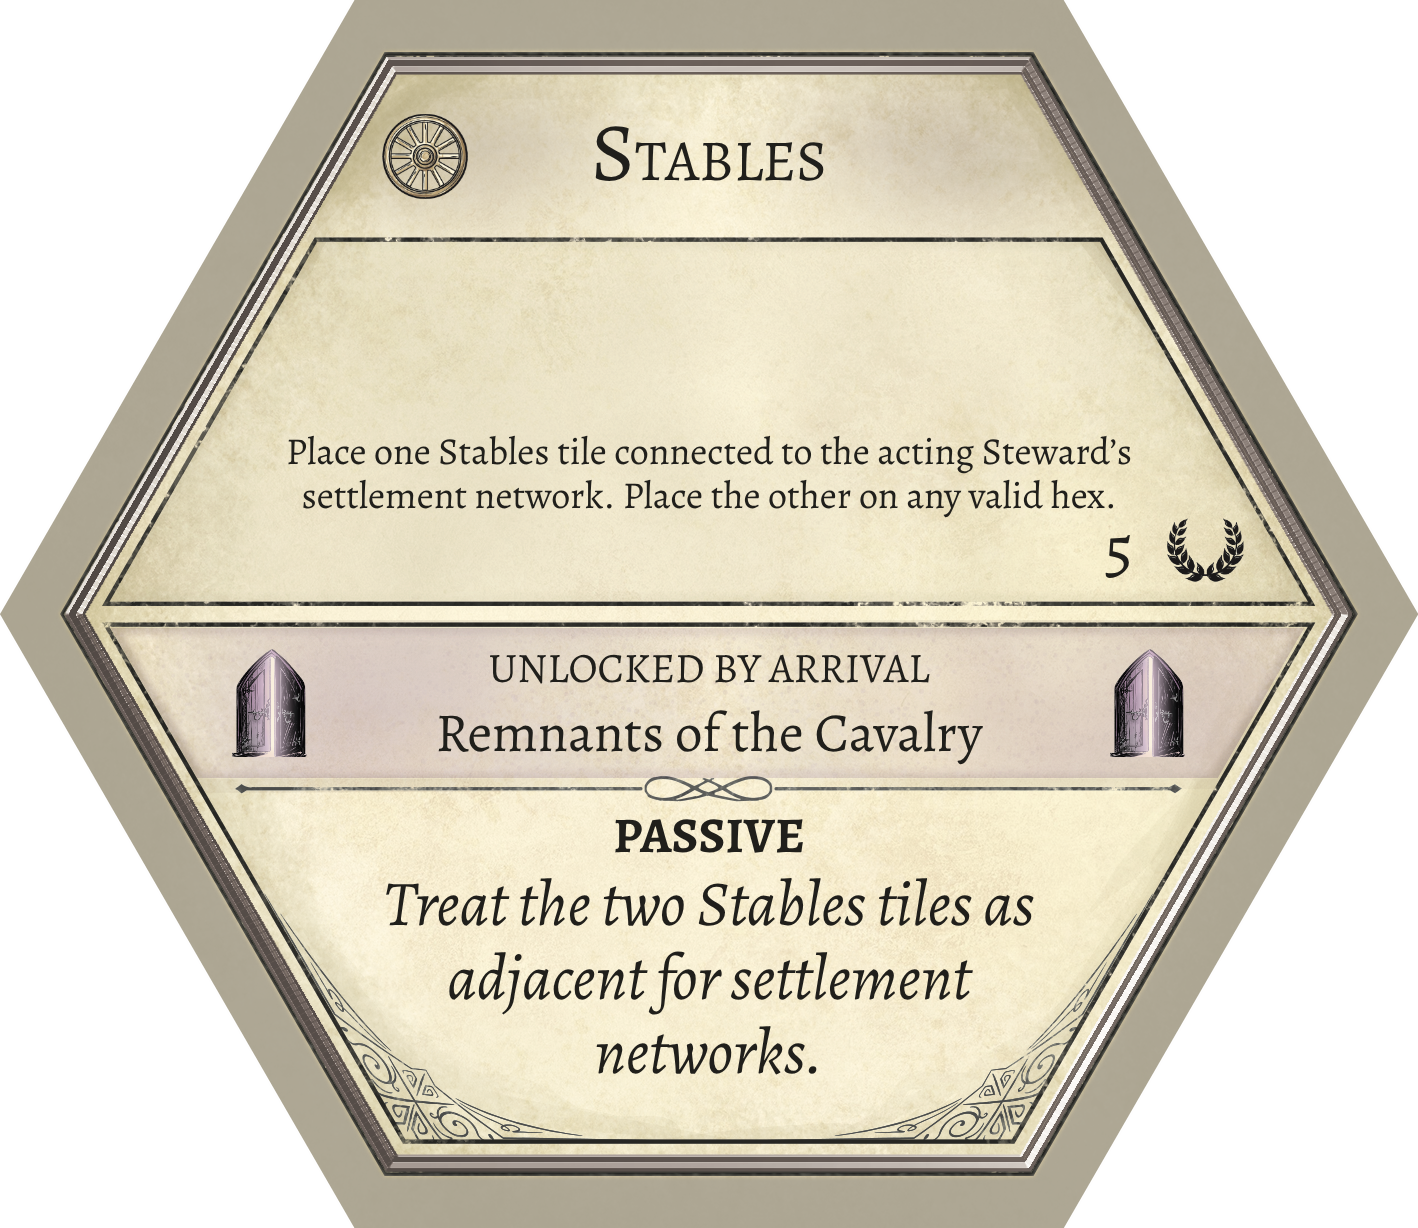 Stables
Place one Stables tile connected to the acting Steward’s
settlement network. Place the other on any valid hex.
5
UNLOCKED BY ARRIVAL
Remnants of the Cavalry
PASSIVE
Treat the two Stables tiles as
adjacent for settlement
networks.